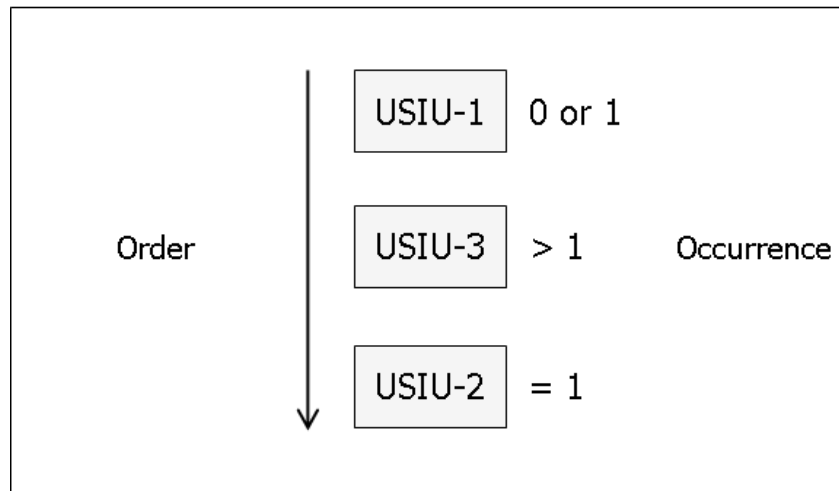 USIU-1 0 or 1
Order USIU-3 > 1 Occurrence
USIU-2 = 1